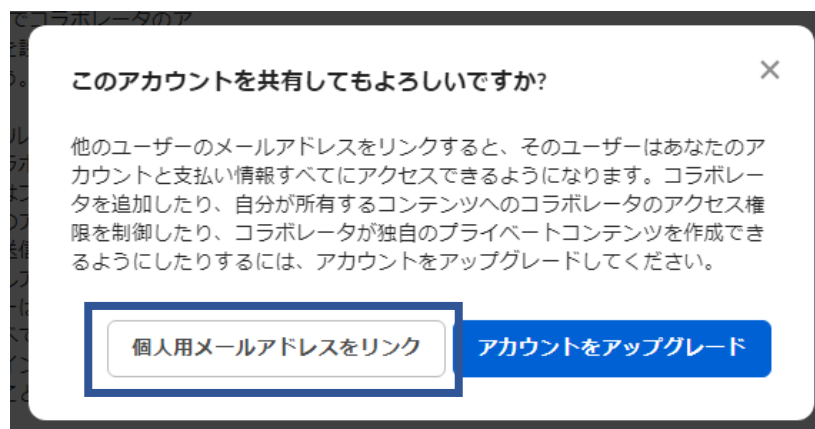 でコラボレータのア
このアカウントを共有してもよろしいですか?
他のユーザーのメールアドレスをリンクすると、そのユーザーはあなたのア
カウントと支払い情報すべてにアクセスできるようになります。コラボレー
タを追加したり、自分が所有するコンテンツへのコラボレータのアクセス権
限を制御したり、コラボレータが独自のプライベートコンテンツを作成でき
るようにしたりするには、アカウントをアップグレードしてください。
個人用メールアドレスをリンク
アカウントをアップグレード